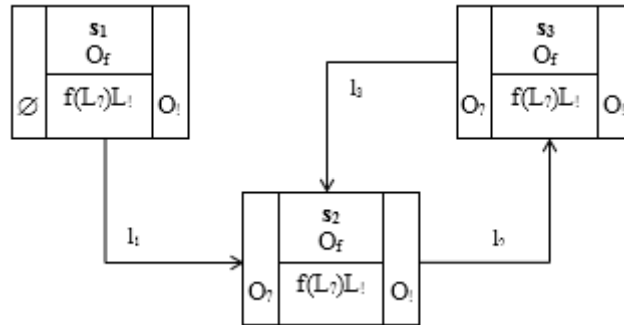 s₁
O_f
∅ f(L_?)L_! O_!
s₃
O_f
O_? f(L_?)L_! O_!
l₃
s₂
O_f
O_? f(L_?)L_! O_!
l₁